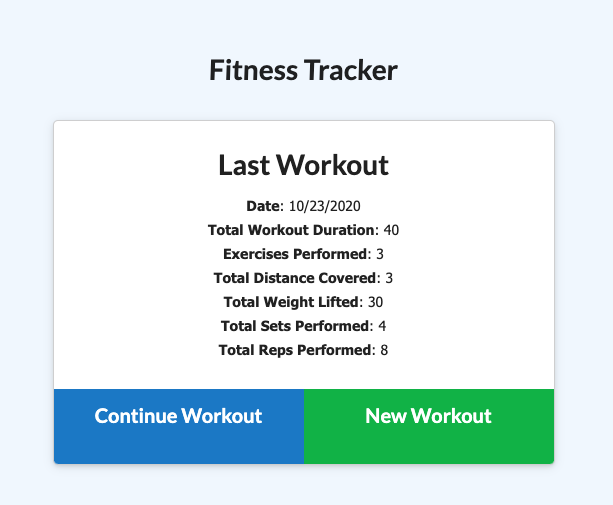 Fitness Tracker
Last Workout
Date: 10/23/2020
Total Workout Duration: 40
Exercises Performed: 3
Total Distance Covered: 3
Total Weight Lifted: 30
Total Sets Performed: 4
Total Reps Performed: 8
Continue Workout
New Workout